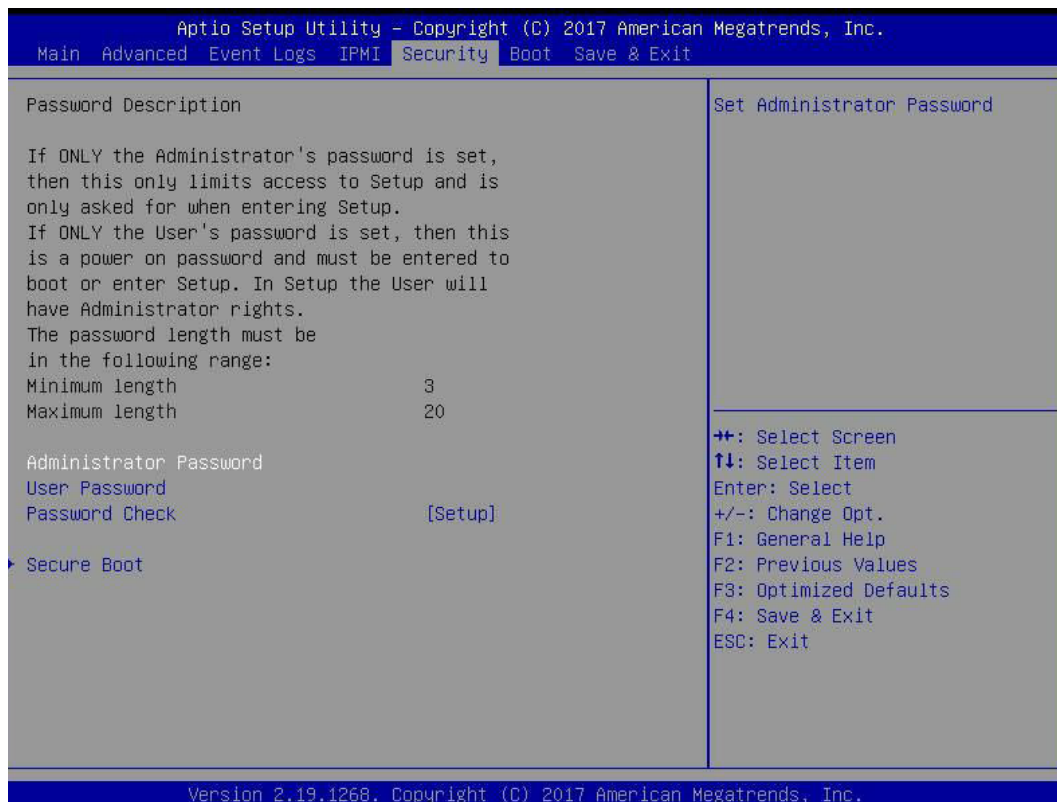 Aptio Setup Utility – Copyright (C) 2017 American Megatrends, Inc.
Main Advanced Event Logs IPMI Security Boot Save & Exit
Password Description
If ONLY the Administrator's password is set,
then this only limits access to Setup and is
only asked for when entering Setup.
If ONLY the User's password is set, then this
is a power on password and must be entered to
boot or enter Setup. In Setup the User will
have Administrator rights.
The password length must be
in the following range:
Minimum length 3
Maximum length 20
Administrator Password
User Password
Password Check [Setup]
Secure Boot
Set Administrator Password
→←: Select Screen
↑↓: Select Item
Enter: Select
+/-: Change Opt.
F1: General Help
F2: Previous Values
F3: Optimized Defaults
F4: Save & Exit
ESC: Exit
Version 2.19.1268. Copyright (C) 2017 American Megatrends, Inc.